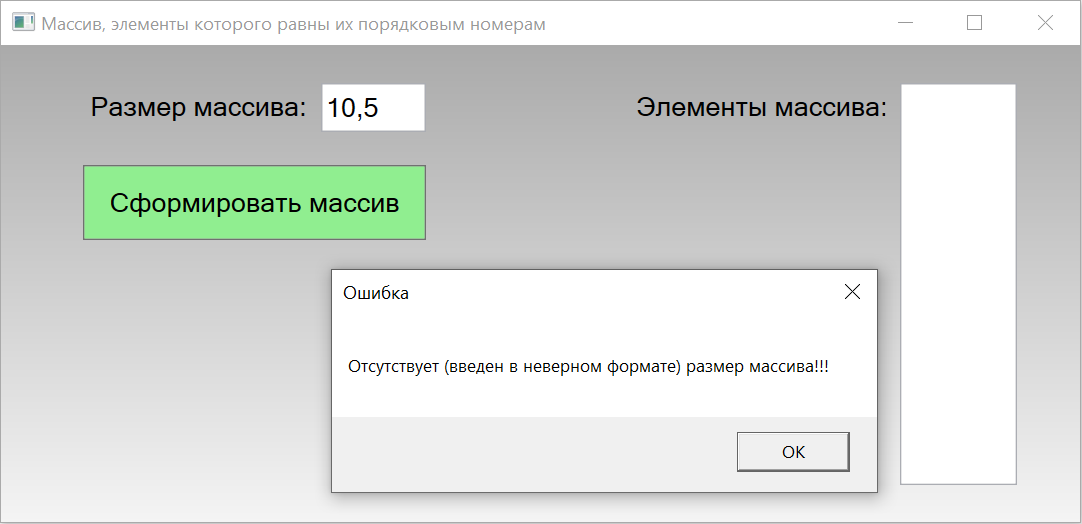 Массив, элементы которого равны их порядковым номерам
Размер массива: 10,5
Элементы массива:
Сформировать массив
Ошибка
Отсутствует (введен в неверном формате) размер массива!!!
OK